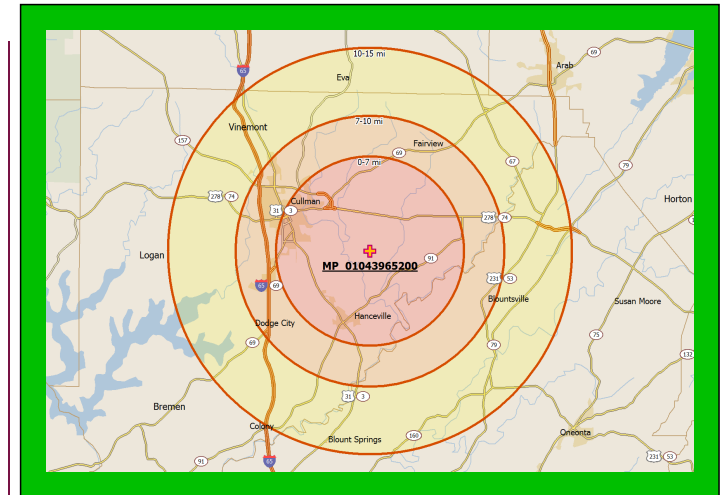 10-15 mi
69
Arab
65
Eva
7-10 mi
Vinemont
157
Fairview
69
0-7 mi
67
79
278 74
Cullman
31 3
278 74
Horton
Logan
91
MP_01043965200
65 69
231 53
Blountsville
Susan Moore
Hanceville
Dodge City
75
69
79
132
31 3
Bremen
Colony
160
Blount Springs
Oneonta
91
65
231 53